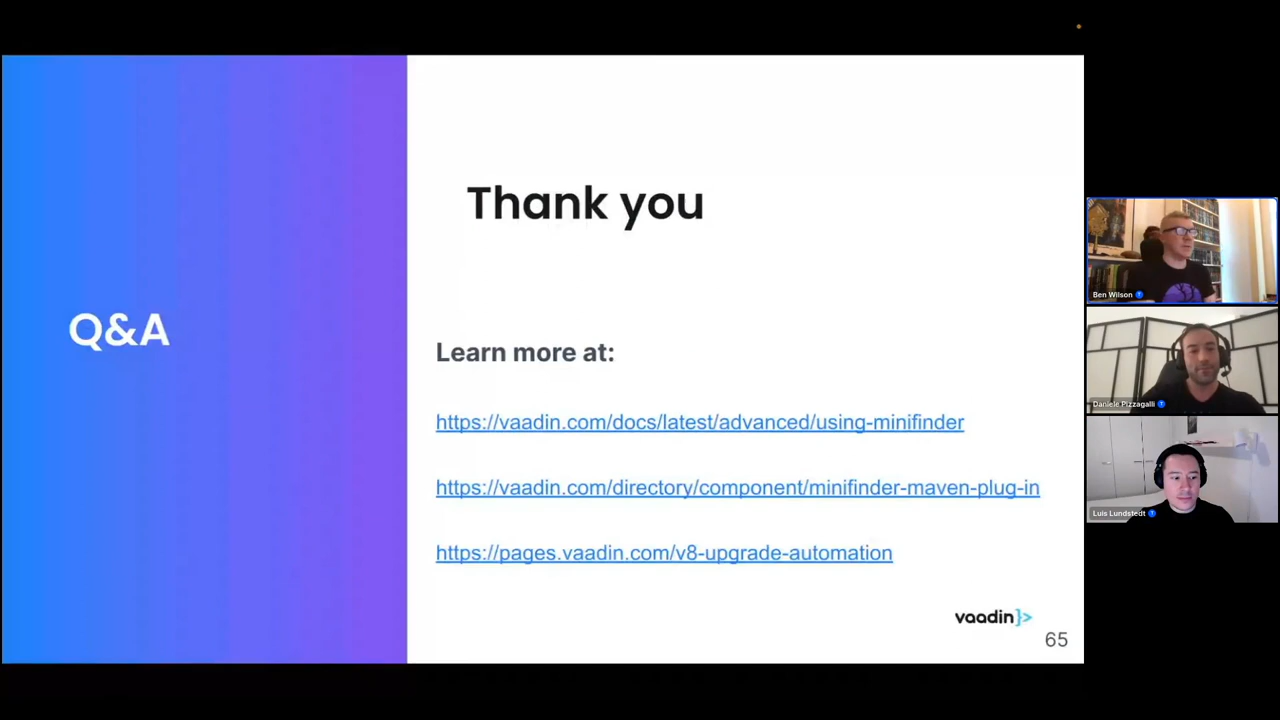 Q&A
Thank you
Learn more at:
https://vaadin.com/docs/latest/advanced/using-minifinder
https://vaadin.com/directory/component/minifinder-maven-plug-in
https://pages.vaadin.com/v8-upgrade-automation
vaadin}>
65
Ben Wilson
Daniele Pizzagalli
Luis Lundstedt